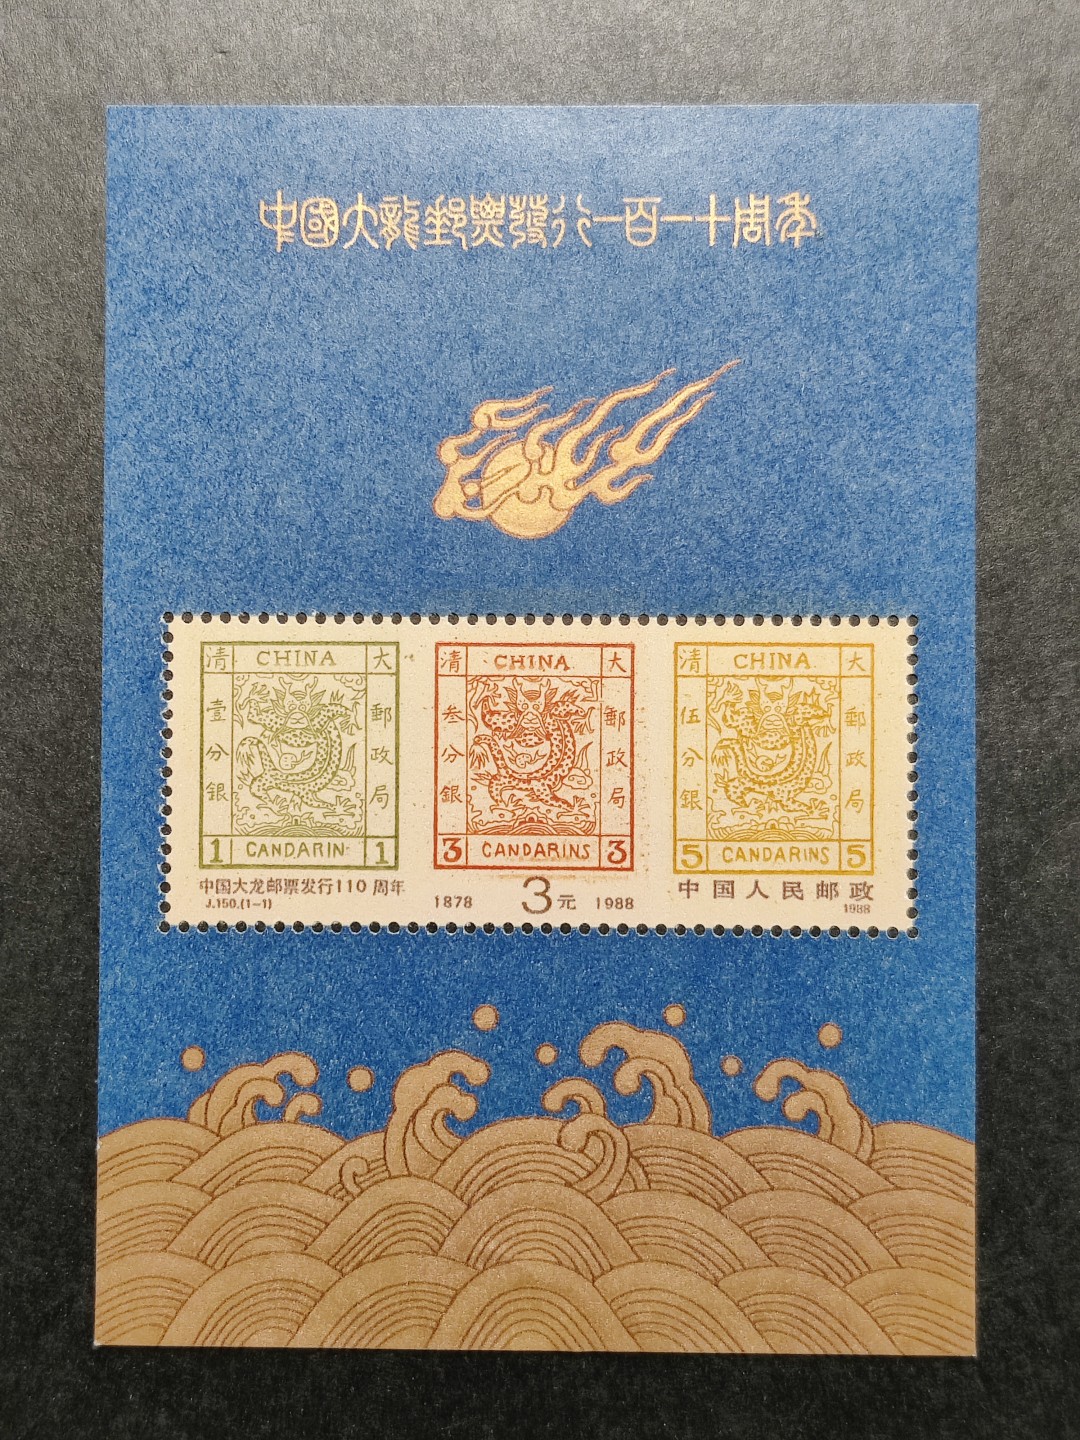 中國大龍郵票發行一百一十周年
清 CHINA 大
壹分銀
郵政局
1 CANDARIN 1
清 CHINA 大
叁分銀
郵政局
3 CANDARINS 3
清 CHINA 大
伍分銀
郵政局
5 CANDARINS 5
中国大龙邮票发行110周年
J.150.(1-1)
1878 3元 1988
中国人民邮政
1988